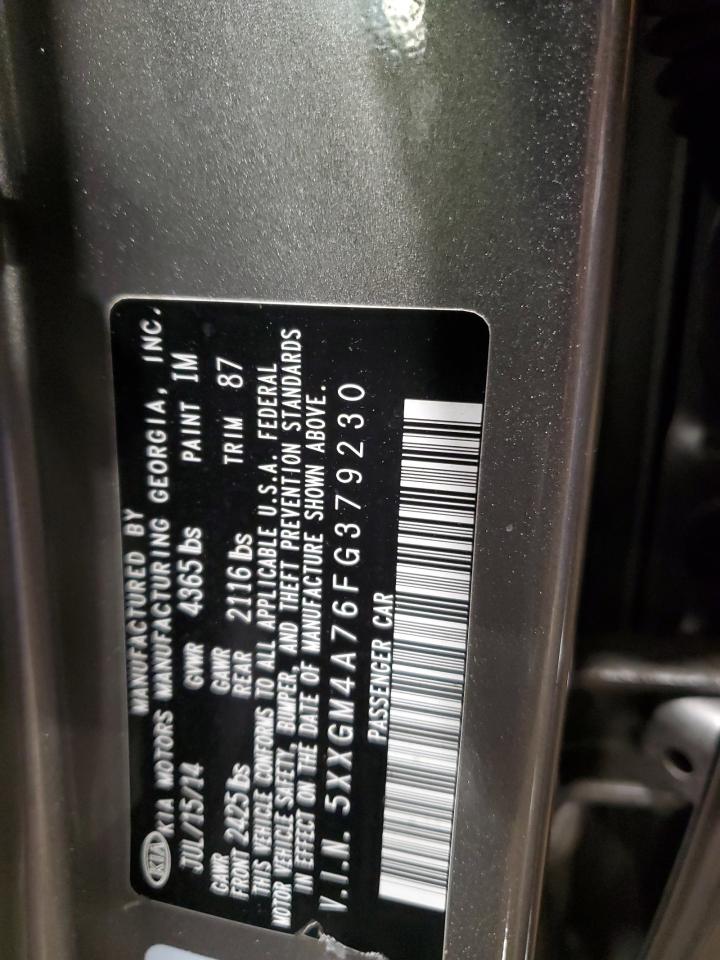 MANUFACTURED BY
KIA KIA MOTORS MANUFACTURING GEORGIA, INC.
JUL/15/14 GVWR 4365 lbs PAINT IM
GAWR GAWR
FRONT 2425 lbs REAR 2116 lbs TRIM 87
THIS VEHICLE CONFORMS TO ALL APPLICABLE U.S.A. FEDERAL
MOTOR VEHICLE SAFETY, BUMPER, AND THEFT PREVENTION STANDARDS
IN EFFECT ON THE DATE OF MANUFACTURE SHOWN ABOVE.
V.I.N. 5XXGM4A76FG379230
PASSENGER CAR